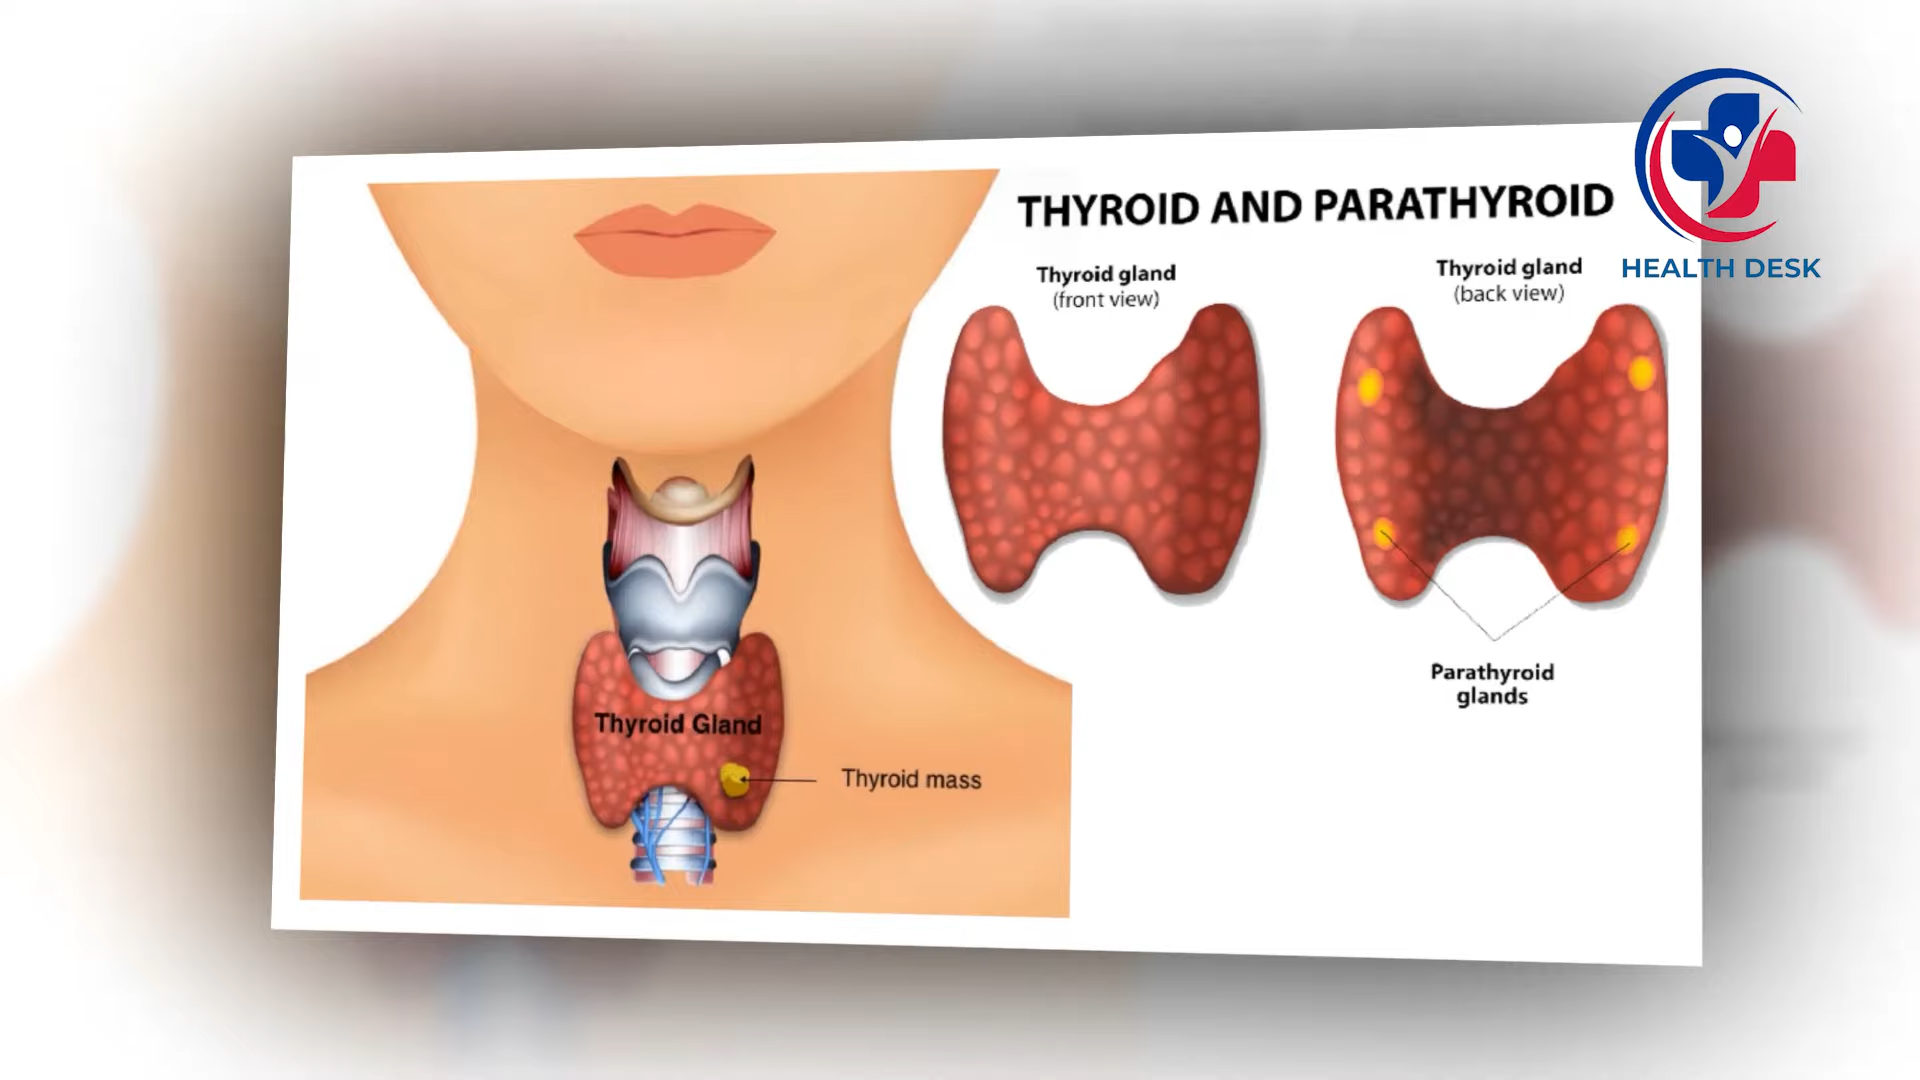 THYROID AND PARATHYROID
HEALTH DESK
Thyroid gland
(front view)
Thyroid gland
(back view)
Parathyroid
glands
Thyroid Gland
Thyroid mass